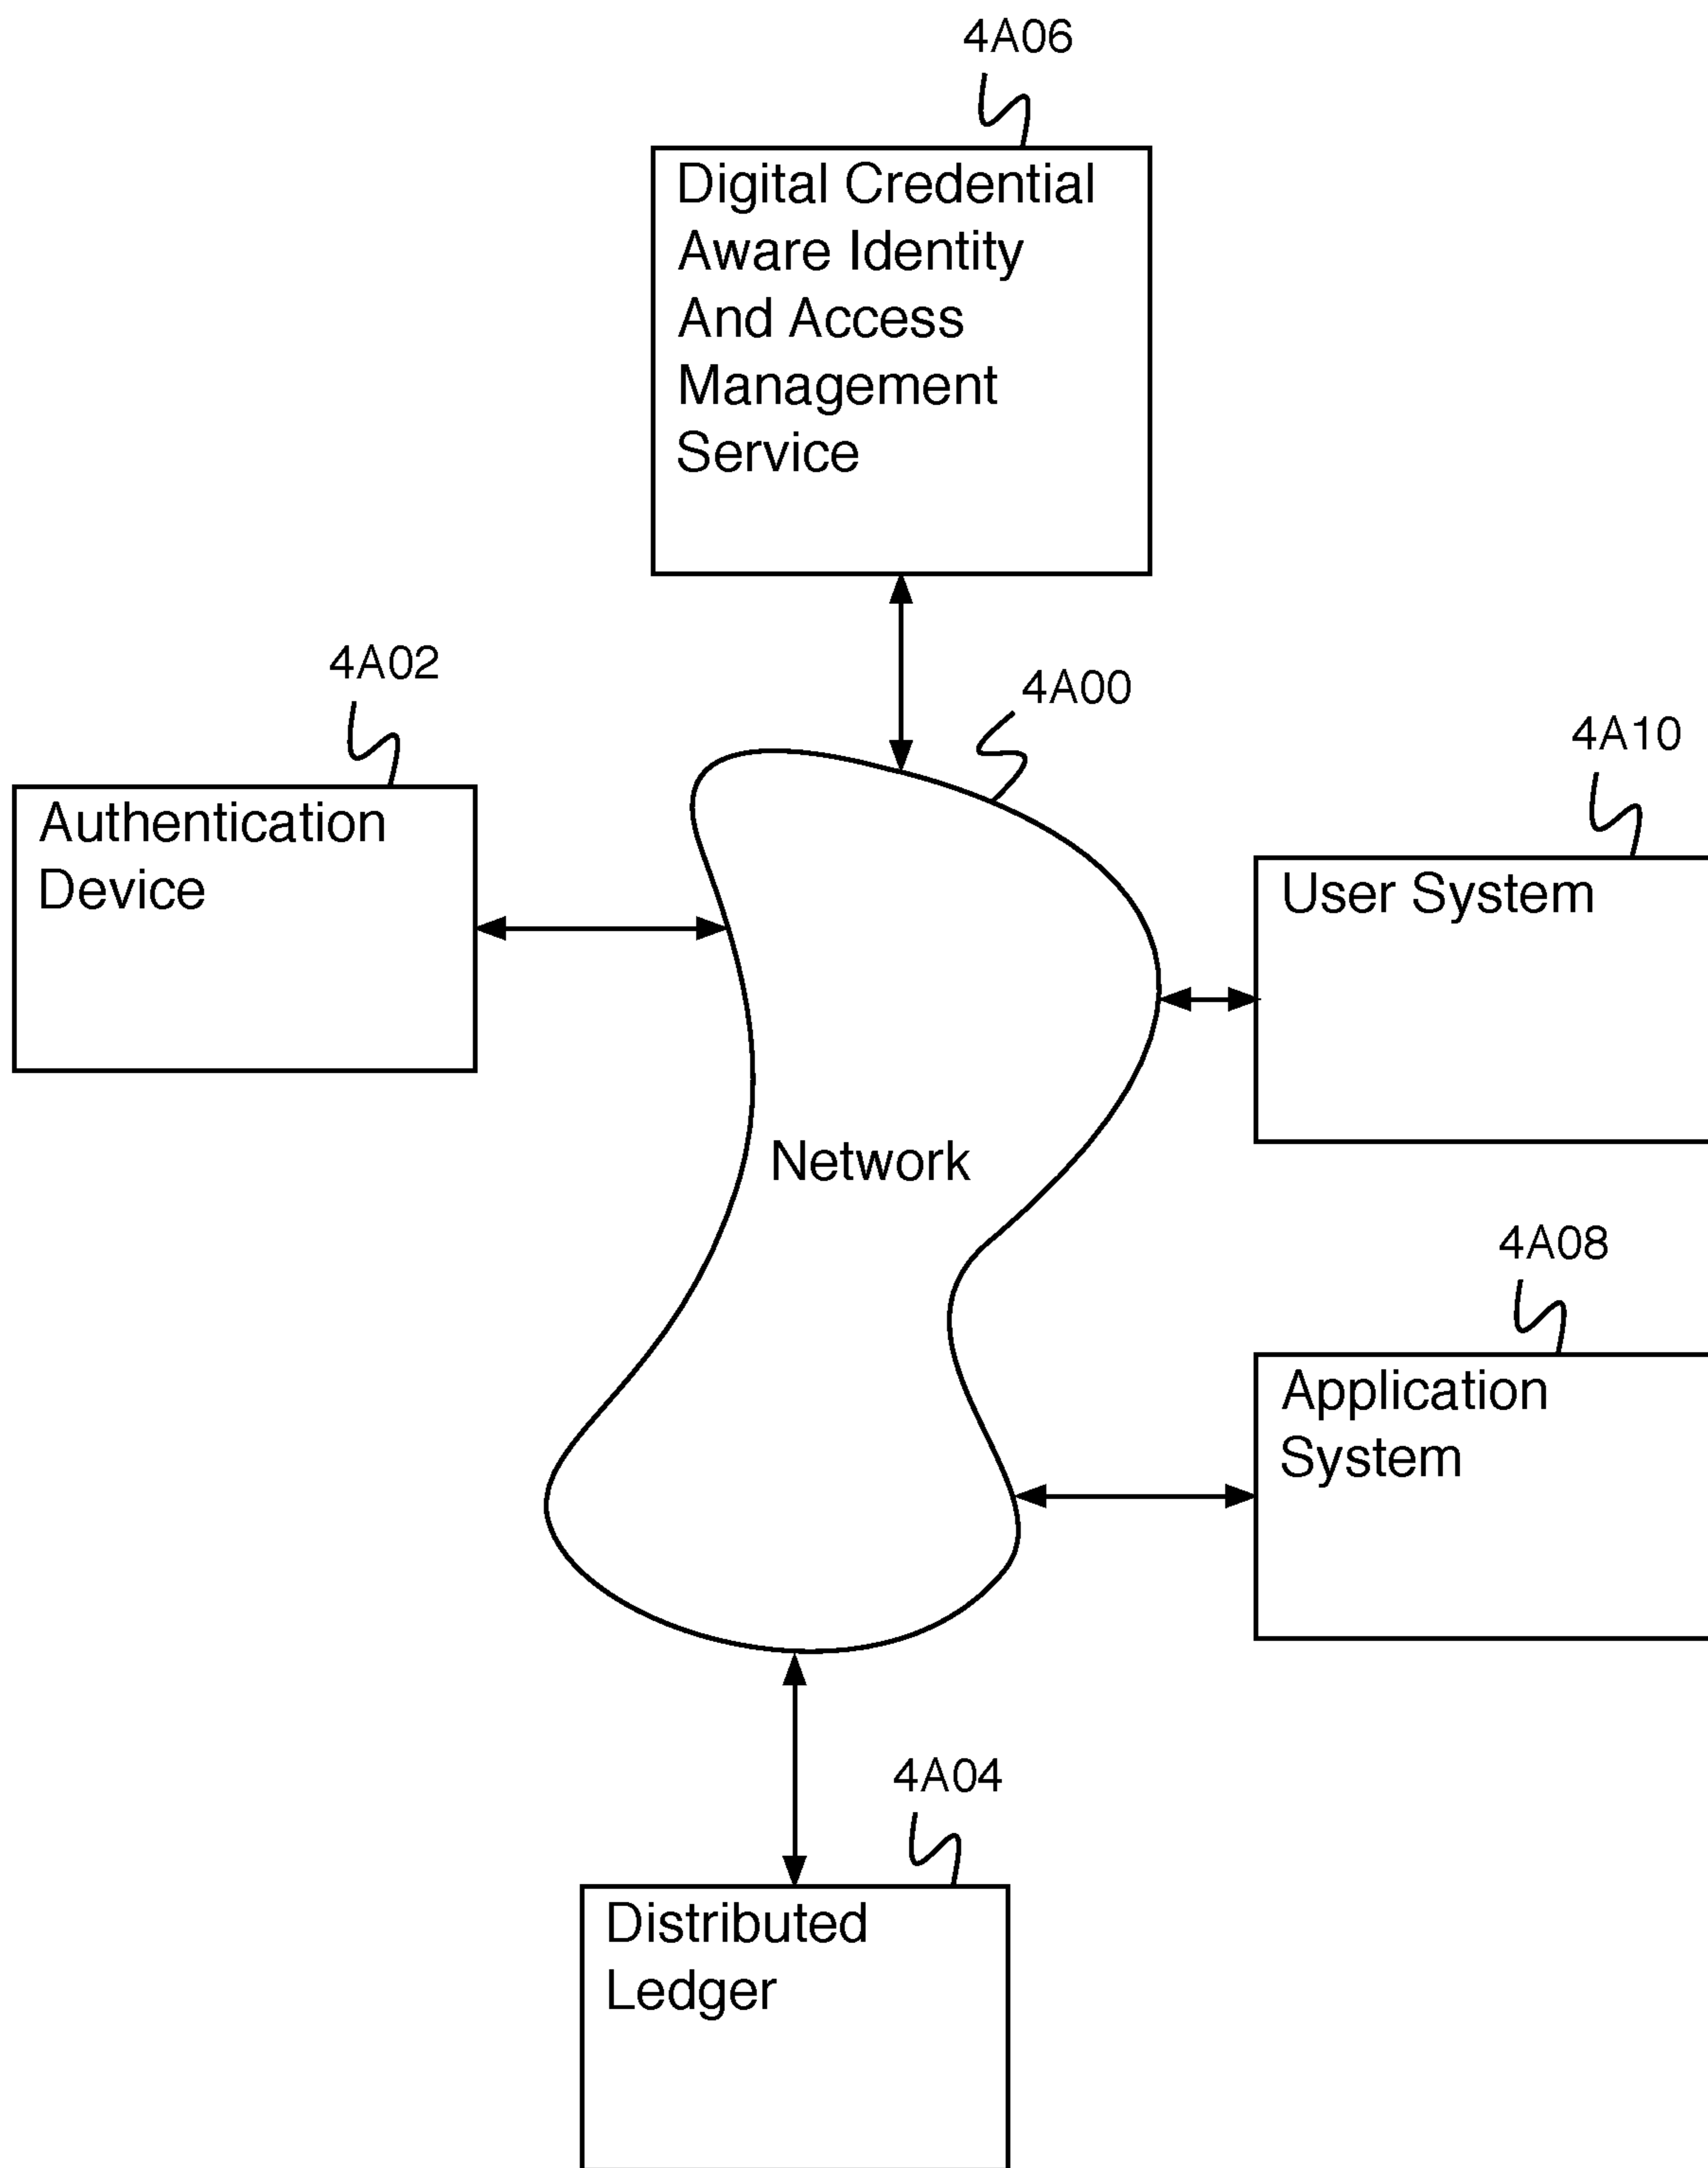 4A06
Digital Credential
Aware Identity
And Access
Management
Service
4A02
4A00
4A10
Authentication
Device
User System
Network
4A08
Application
System
4A04
Distributed
Ledger